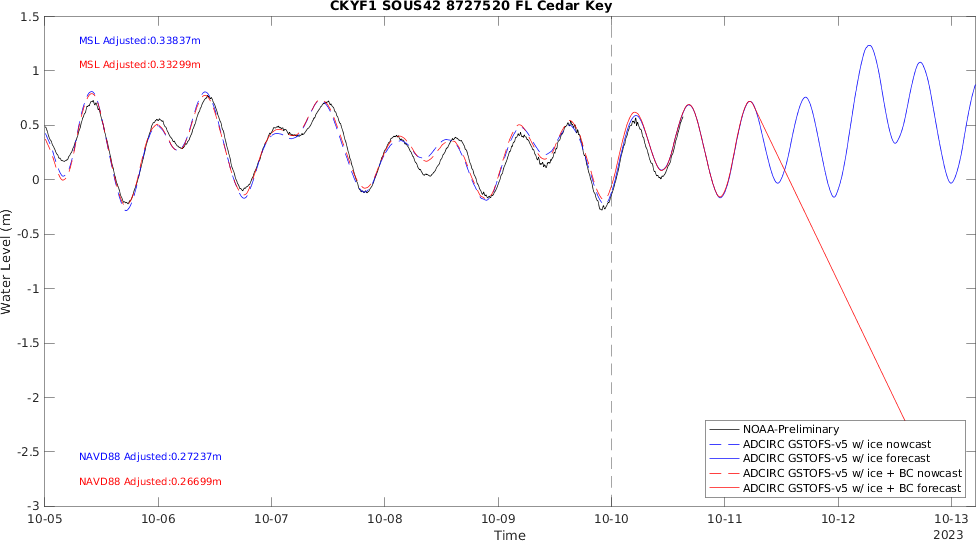 CKYF1 SOUS42 8727520 FL Cedar Key
1.5
MSL Adjusted:0.33837m
MSL Adjusted:0.33299m
1
0.5
0
-0.5
-1
-1.5
-2
-2.5
-3
Water Level (m)
NAVD88 Adjusted:0.27237m
NAVD88 Adjusted:0.26699m
NOAA-Preliminary
ADCIRC GSTOFS-v5 w/ ice nowcast
ADCIRC GSTOFS-v5 w/ ice forecast
ADCIRC GSTOFS-v5 w/ ice + BC nowcast
ADCIRC GSTOFS-v5 w/ ice + BC forecast
10-05 10-06 10-07 10-08 10-09 10-10 10-11 10-12 10-13
Time
2023